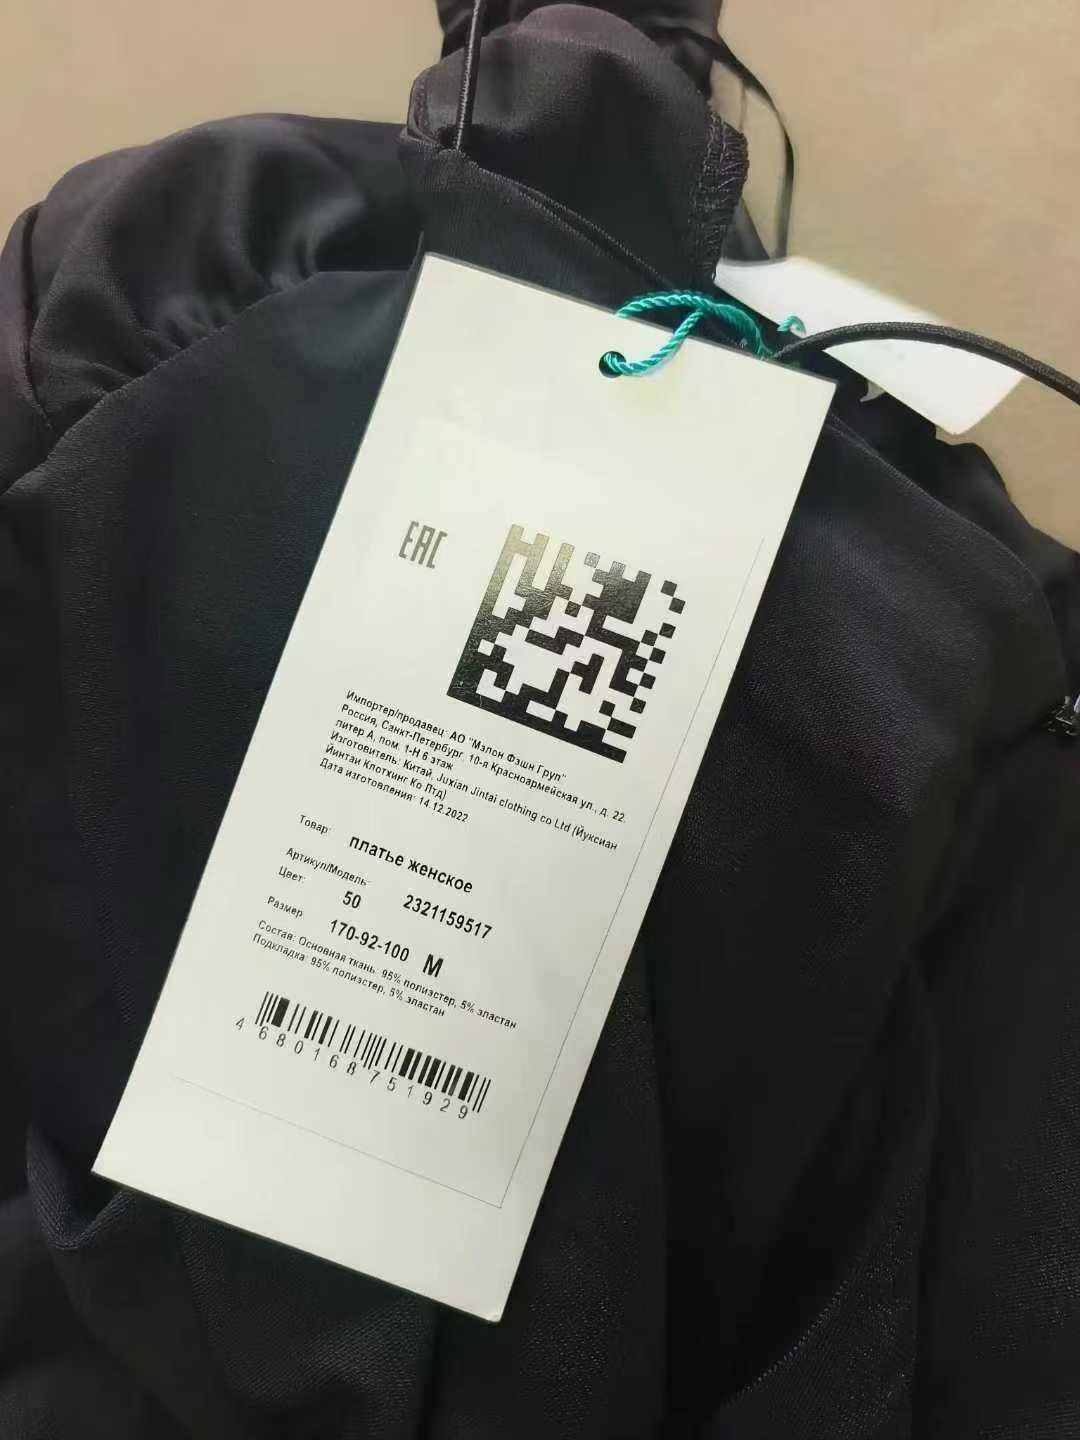 EAC
Импортер/продавец: АО "Мэлон Фэшн Груп"
Россия, Санкт-Петербург, 10-я Красноармейская ул., д. 22,
литер А, пом. 1-Н 6 этаж
Изготовитель: Китай, Juxian Jintai clothing co Ltd (Йуксиан
Йинтаи Клотхинг Ко Лтд)
Дата изготовления: 14.12.2022
Товар: платье женское
Артикул/Модель: 2321159517
Цвет: 50
Размер 170-92-100 M
Состав: Основная ткань: 95% полиэстер, 5% эластан
Подкладка: 95% полиэстер, 5% эластан
4680168751929